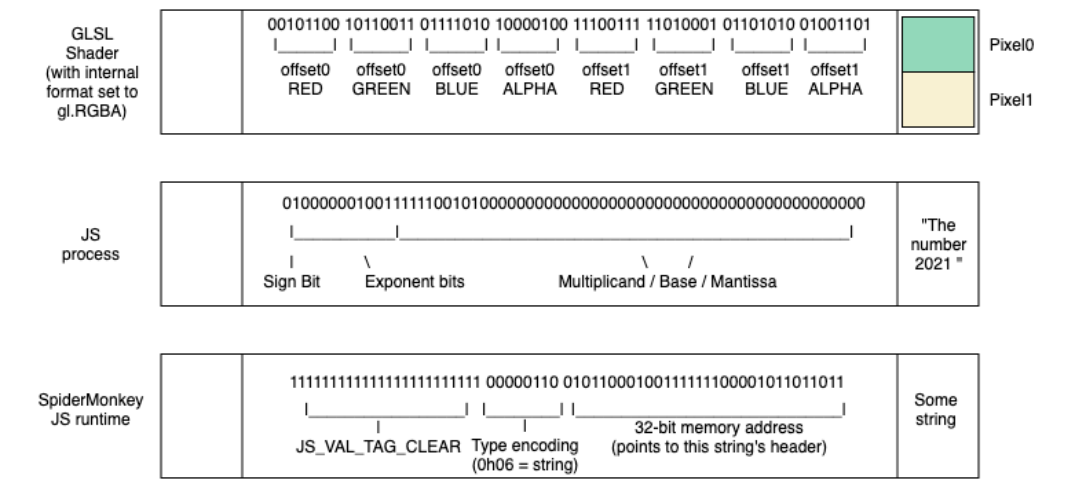 GLSL
Shader
(with internal
format set to
gl.RGBA)
00101100 10110011 01111010 10000100 11100111 11010001 01101010 01001101
offset0 offset0 offset0 offset0 offset1 offset1 offset1 offset1
RED GREEN BLUE ALPHA RED GREEN BLUE ALPHA
Pixel0
Pixel1
JS
process
0100000010011111100101000000000000000000000000000000000000000000
Sign Bit Exponent bits Multiplicand / Base / Mantissa
"The
number
2021 "
SpiderMonkey
JS runtime
111111111111111111111111 00000110 01011000100111111100001011011011
JS_VAL_TAG_CLEAR Type encoding
(0h06 = string)
32-bit memory address
(points to this string's header)
Some
string